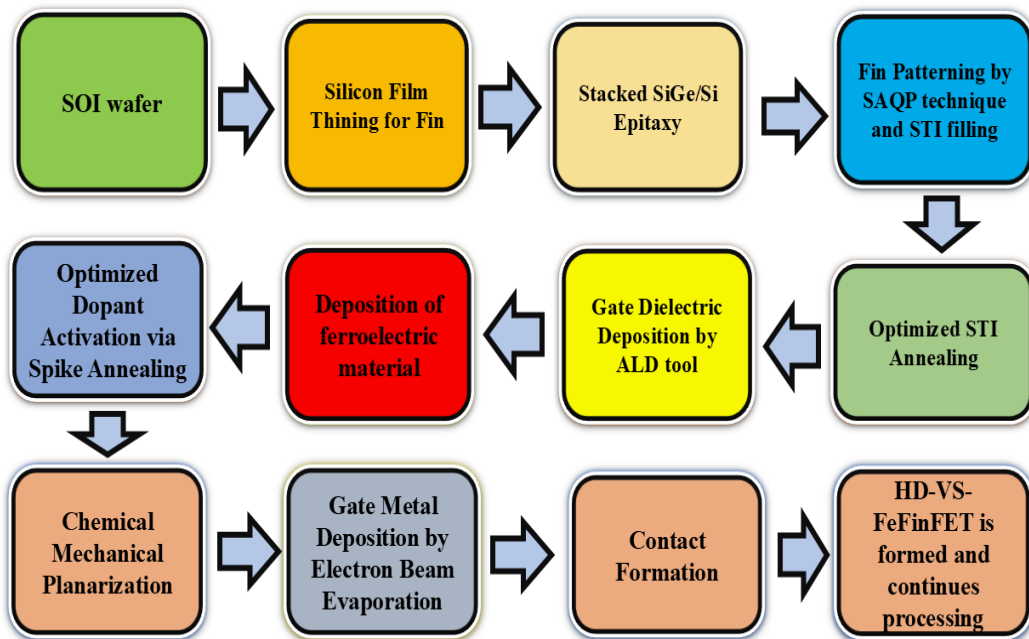 SOI wafer
Silicon Film
Thining for Fin
Stacked SiGe/Si
Epitaxy
Fin Patterning by
SAQP technique
and STI filling
Optimized STI
Annealing
Gate Dielectric
Deposition by
ALD tool
Deposition of
ferroelectric
material
Optimized
Dopant
Activation via
Spike Annealing
Chemical
Mechanical
Planarization
Gate Metal
Deposition by
Electron Beam
Evaporation
Contact
Formation
HD-VS-
FeFinFET is
formed and
continues
processing